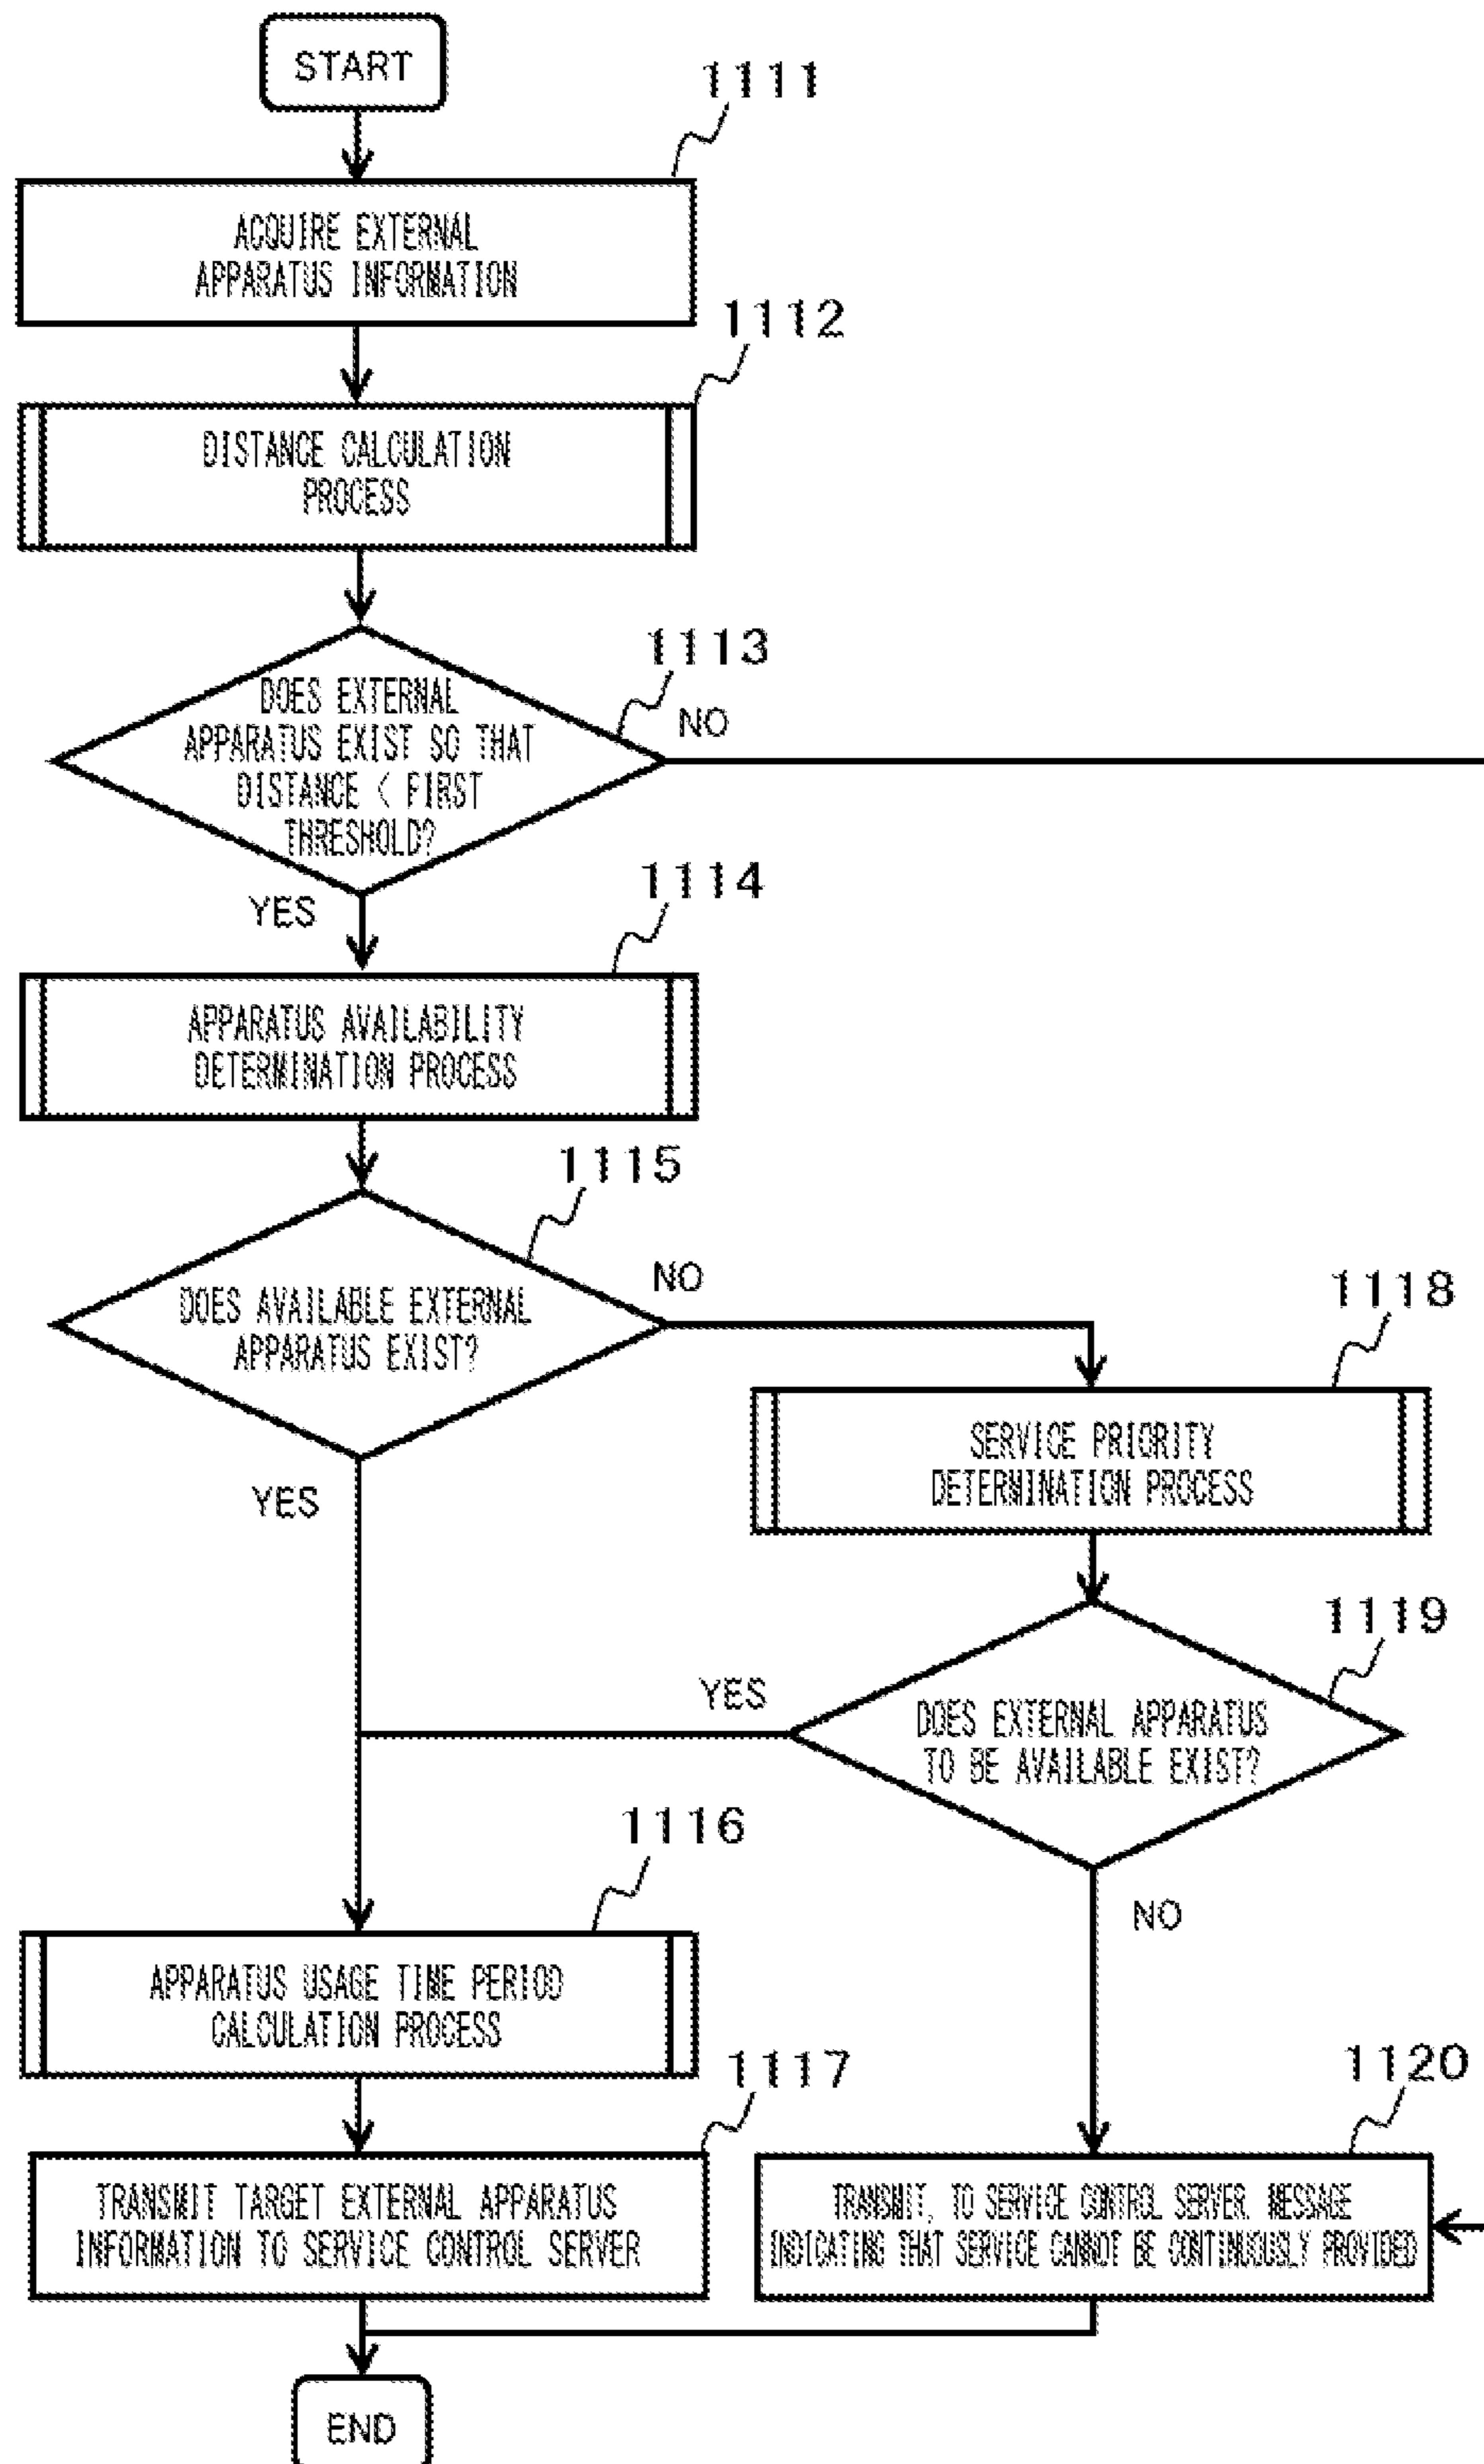 START
1111
ACQUIRE EXTERNAL
APPARATUS INFORMATION
1112
DISTANCE CALCULATION
PROCESS
1113
DOES EXTERNAL
APPARATUS EXIST SO THAT
DISTANCE < FIRST
THRESHOLD?
NO
YES
1114
APPARATUS AVAILABILITY
DETERMINATION PROCESS
1115
DOES AVAILABLE EXTERNAL
APPARATUS EXIST?
NO
YES
1118
SERVICE PRIORITY
DETERMINATION PROCESS
1119
DOES EXTERNAL APPARATUS
TO BE AVAILABLE EXIST?
YES
NO
1116
APPARATUS USAGE TIME PERIOD
CALCULATION PROCESS
1117
TRANSMIT TARGET EXTERNAL APPARATUS
INFORMATION TO SERVICE CONTROL SERVER
1120
TRANSMIT, TO SERVICE CONTROL SERVER, MESSAGE
INDICATING THAT SERVICE CANNOT BE CONTINUOUSLY PROVIDED
END